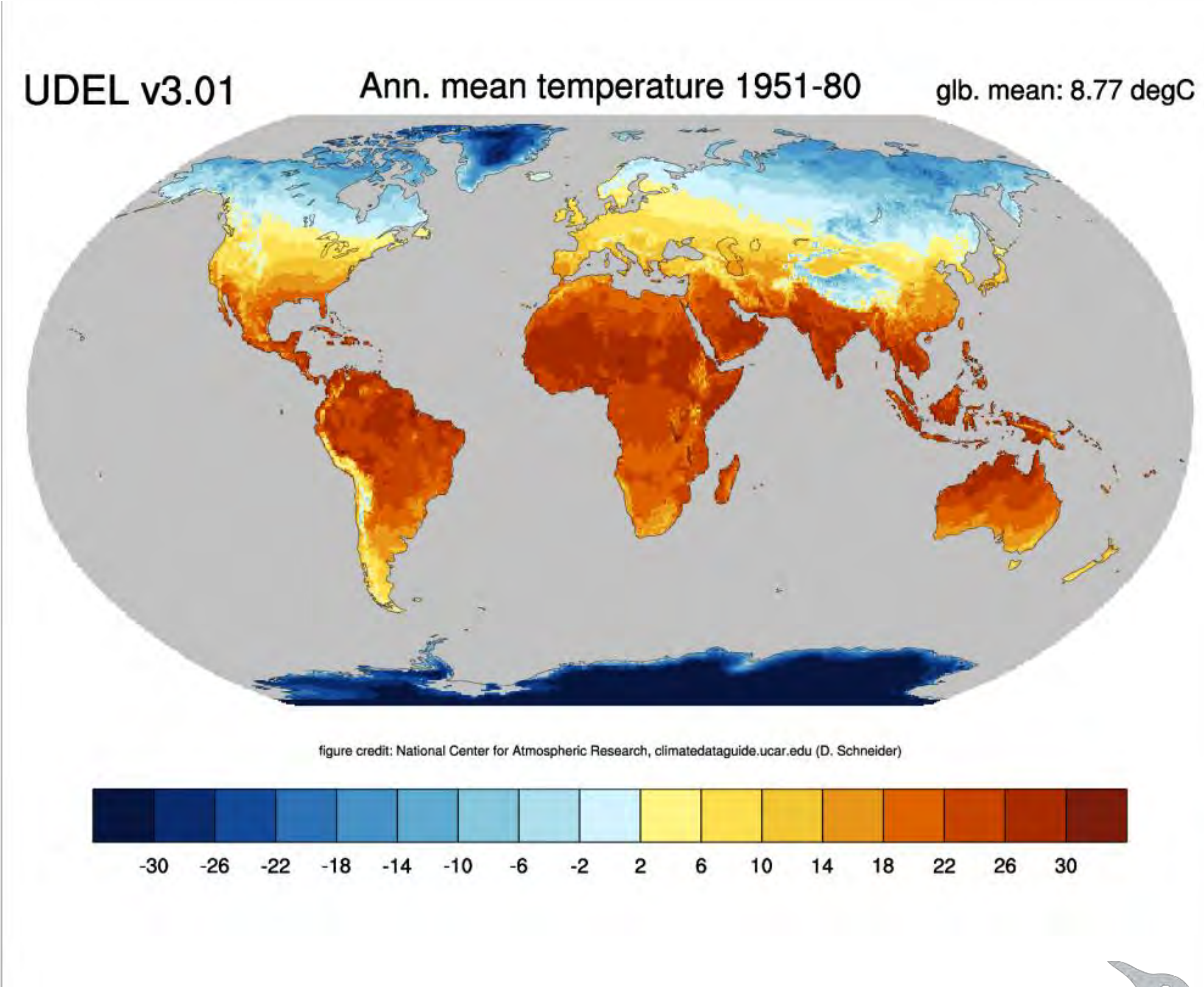 UDEL v3.01 Ann. mean temperature 1951-80 glb. mean: 8.77 degC
figure credit: National Center for Atmospheric Research, climatedataguide.ucar.edu (D. Schneider)
-30 -26 -22 -18 -14 -10 -6 -2 2 6 10 14 18 22 26 30